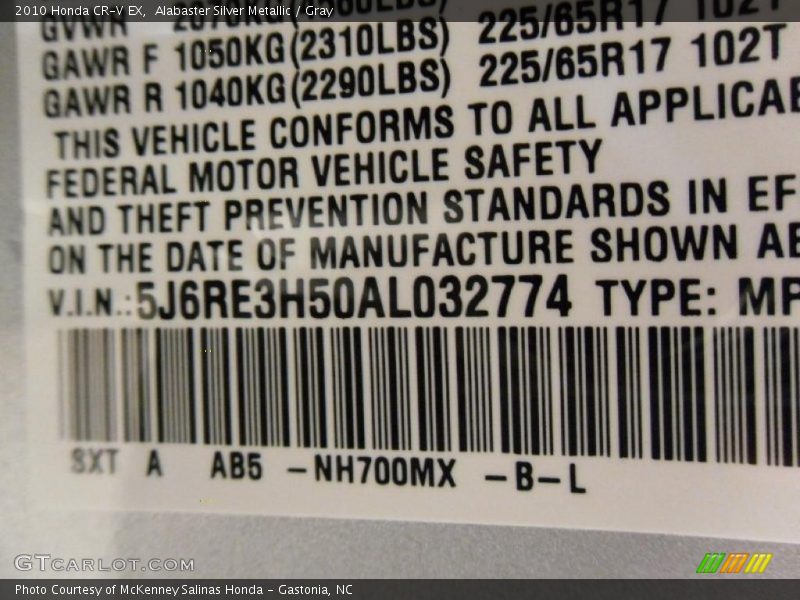 2010 Honda CR-V EX, Alabaster Silver Metallic / Gray
GVWR
GAWR F 1050KG(2310LBS) 225/65R17 102T
GAWR R 1040KG(2290LBS) 225/65R17 102T
THIS VEHICLE CONFORMS TO ALL APPLICAB
FEDERAL MOTOR VEHICLE SAFETY
AND THEFT PREVENTION STANDARDS IN EF
ON THE DATE OF MANUFACTURE SHOWN AB
V.I.N.:5J6RE3H50AL032774 TYPE: MP
SXT A AB5 -NH700MX -B-L
GTCARLOT.COM
Photo Courtesy of McKenney Salinas Honda - Gastonia, NC